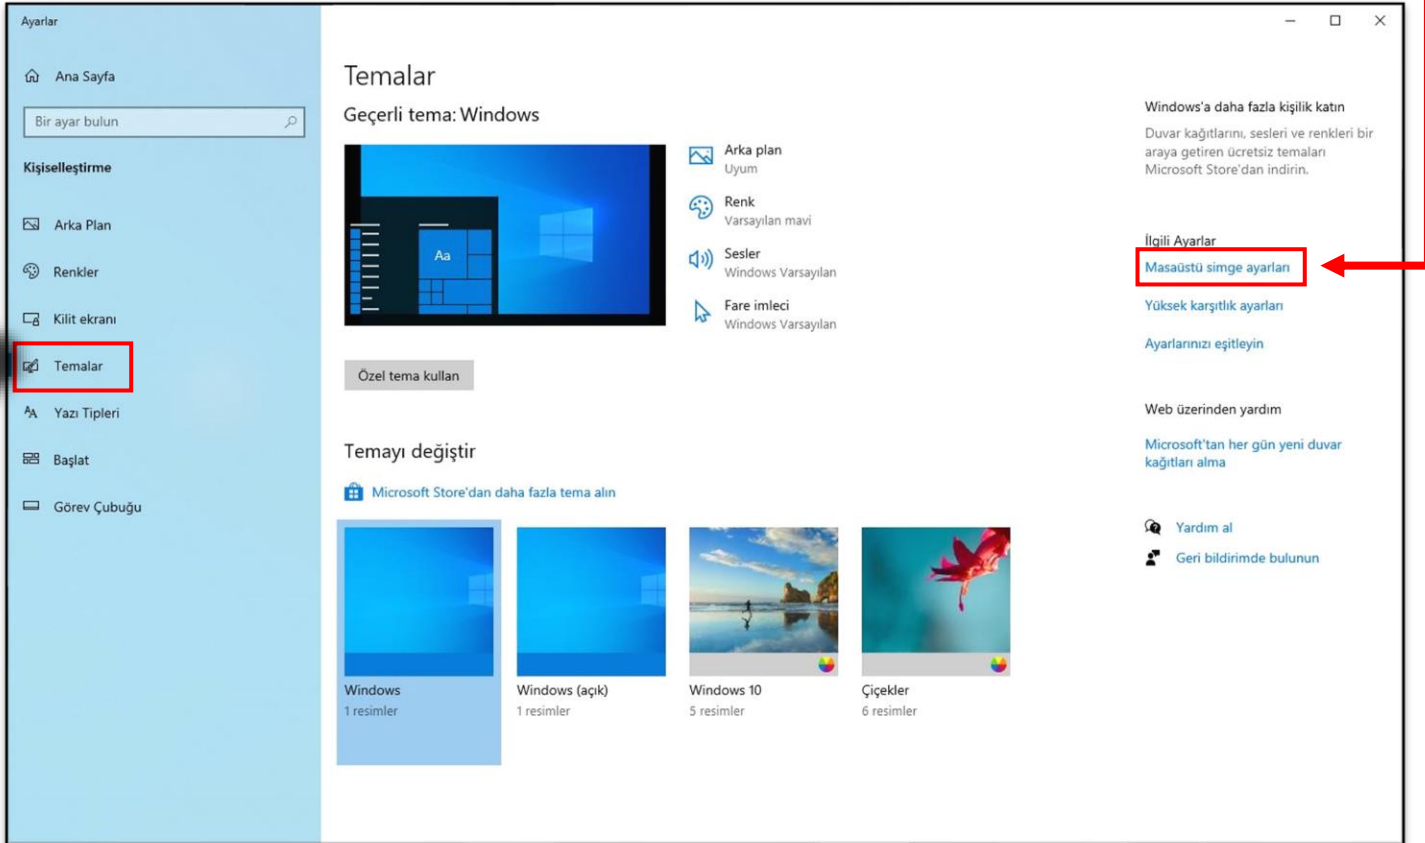 Ayarlar
Ana Sayfa
Bir ayar bulun
Kişiselleştirme
Arka Plan
Renkler
Kilit ekranı
Temalar
Yazı Tipleri
Başlat
Görev Çubuğu
Temalar
Geçerli tema: Windows
Aa
Arka plan
Uyum
Renk
Varsayılan mavi
Sesler
Windows Varsayılan
Fare imleci
Windows Varsayılan
Özel tema kullan
Temayı değiştir
Microsoft Store'dan daha fazla tema alın
Windows
1 resimler
Windows (açık)
1 resimler
Windows 10
5 resimler
Çiçekler
6 resimler
Windows'a daha fazla kişilik katın
Duvar kağıtlarını, sesleri ve renkleri bir
araya getiren ücretsiz temaları
Microsoft Store'dan indirin.
İlgili Ayarlar
Masaüstü simge ayarları
Yüksek karşıtlık ayarları
Ayarlarınızı eşitleyin
Web üzerinden yardım
Microsoft'tan her gün yeni duvar
kağıtları alma
Yardım al
Geri bildirimde bulunun